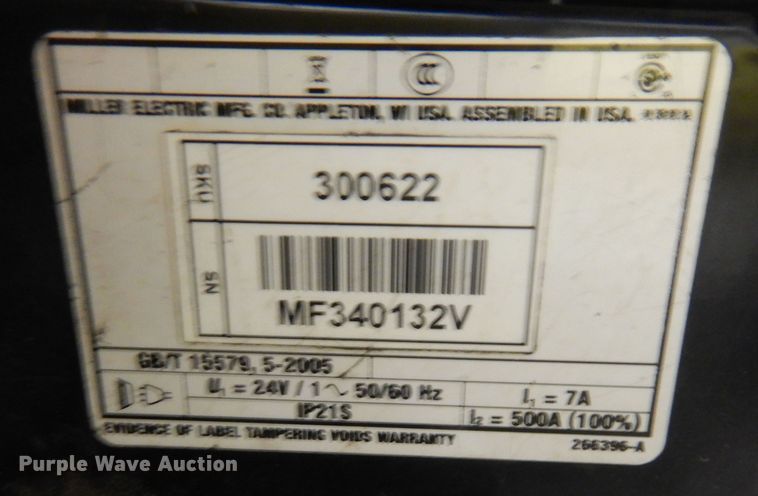 MILLER ELECTRIC MFG. CO. APPLETON, WI USA. ASSEMBLED IN USA.
SKU 300622
SN
MF340132V
GB/T 15579, 5-2005
U₁ = 24V / 1 ~ 50/60 Hz I₁ = 7A
IP21S I₂ = 500A (100%)
EVIDENCE OF LABEL TAMPERING VOIDS WARRANTY 266396-A
Purple Wave Auction